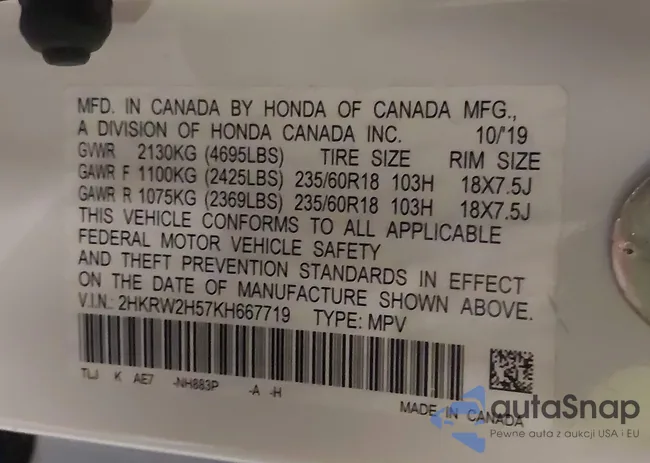 MFD. IN CANADA BY HONDA OF CANADA MFG.,
A DIVISION OF HONDA CANADA INC. 10/'19
GVWR 2130KG (4695LBS) TIRE SIZE RIM SIZE
GAWR F 1100KG (2425LBS) 235/60R18 103H 18X7.5J
GAWR R 1075KG (2369LBS) 235/60R18 103H 18X7.5J
THIS VEHICLE CONFORMS TO ALL APPLICABLE
FEDERAL MOTOR VEHICLE SAFETY
AND THEFT PREVENTION STANDARDS IN EFFECT
ON THE DATE OF MANUFACTURE SHOWN ABOVE.
V.I.N.: 2HKRW2H57KH667719 TYPE: MPV
TLJ K AE7 -NH883P -A -H
MADE IN CANADA
autaSnap
Pewne auta z aukcji USA i EU